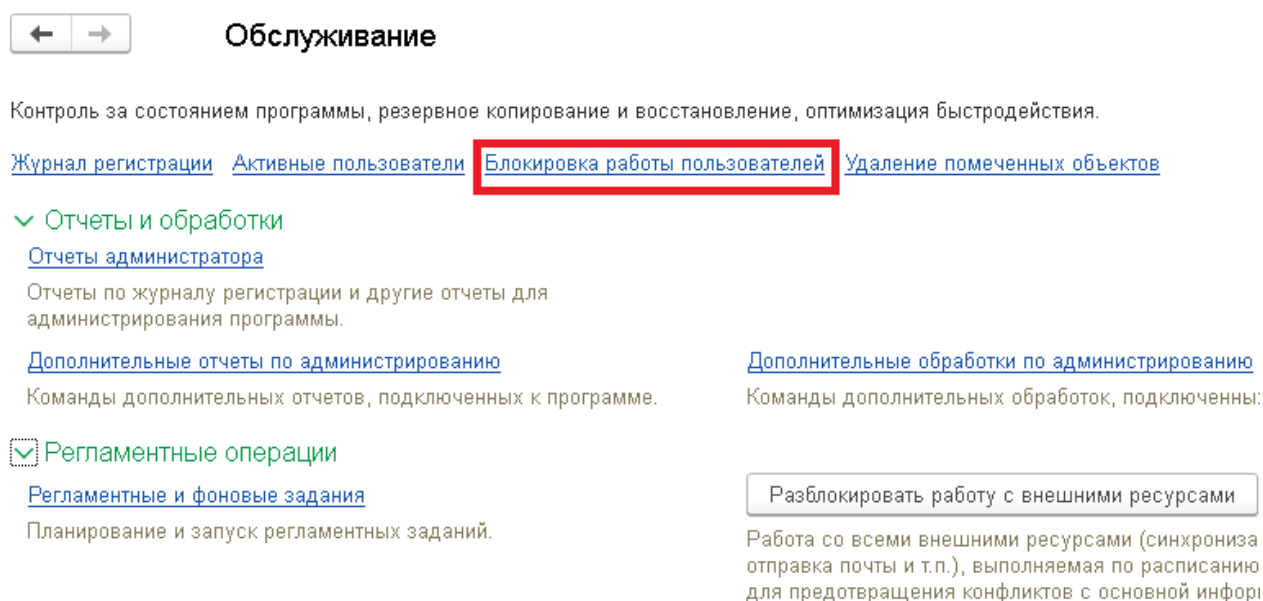 Обслуживание
Контроль за состоянием программы, резервное копирование и восстановление, оптимизация быстродействия.
Журнал регистрации Активные пользователи Блокировка работы пользователей Удаление помеченных объектов
Отчеты и обработки
Отчеты администратора
Отчеты по журналу регистрации и другие отчеты для
администрирования программы.
Дополнительные отчеты по администрированию Дополнительные обработки по администрированию
Команды дополнительных отчетов, подключенных к программе. Команды дополнительных обработок,
Регламентные операции
Регламентные и фоновые задания Разблокировать работу с внешними ресурсами
Планирование и запуск регламентных заданий.
Работа со всеми внешними ресурсами (синхрониза
отправка почты и т.п.), выполняемая по расписанию
для предотвращения конфликтов с основной